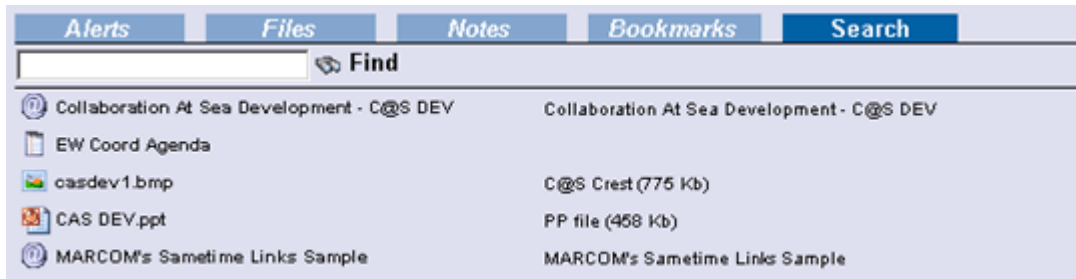 Alerts Files Notes Bookmarks Search
Find
Collaboration At Sea Development - C@S DEV Collaboration At Sea Development - C@S DEV
EW Coord Agenda
casdev1.bmp C@S Crest (775 Kb)
CAS DEV.ppt PP file (458 Kb)
MARCOM's Sametime Links Sample MARCOM's Sametime Links Sample